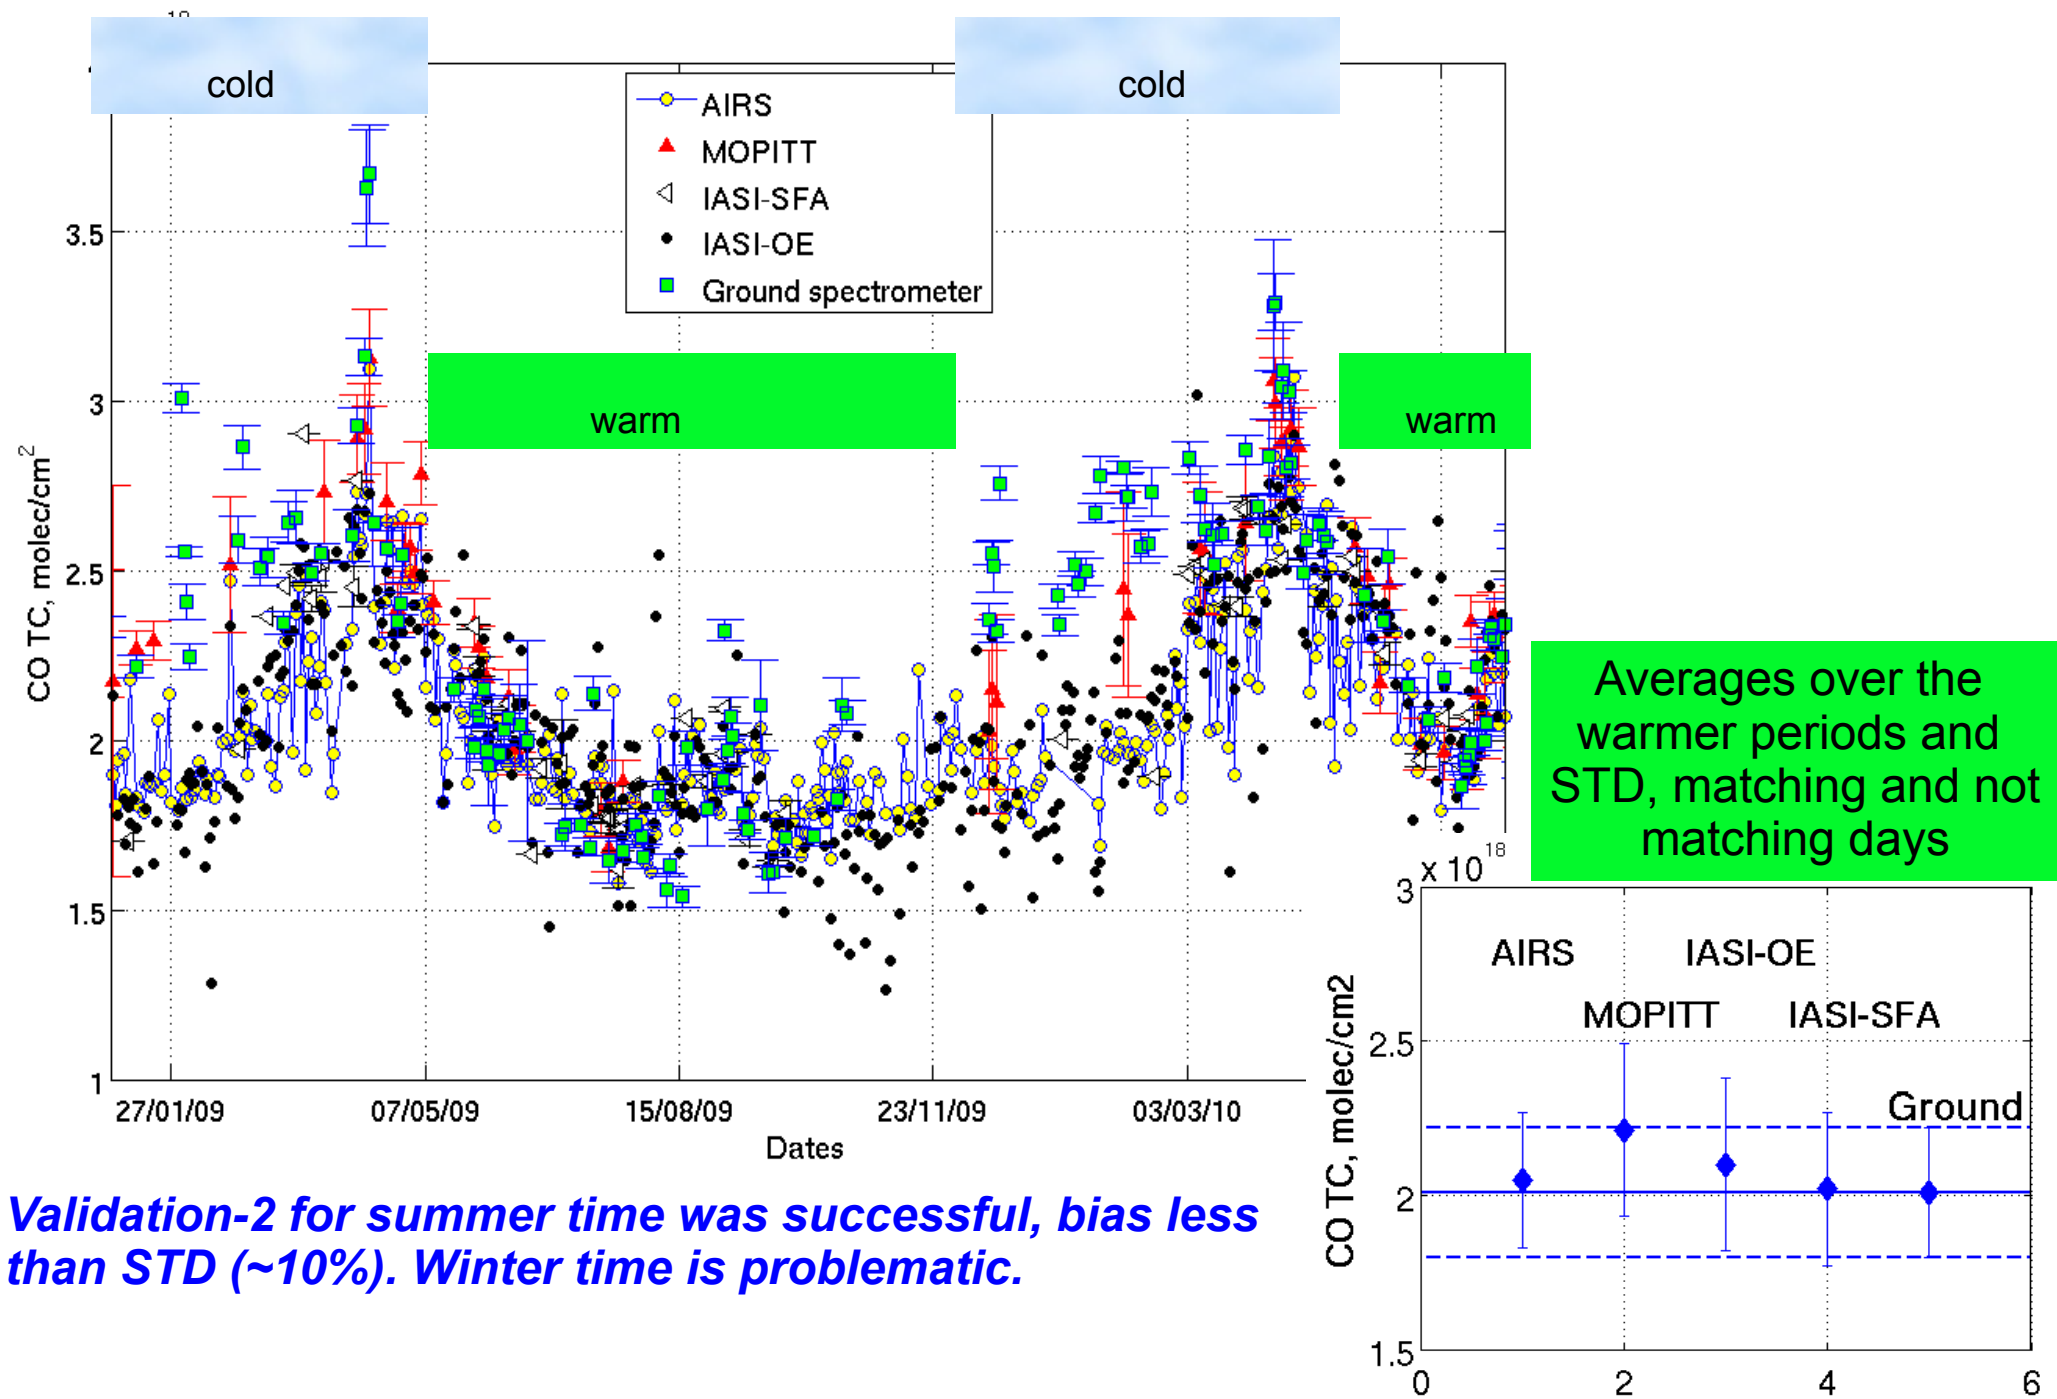 cold
cold
AIRS
MOPITT
IASI-SFA
IASI-OE
Ground spectrometer
3.5
3
2.5
2
1.5
1
CO TC, molec/cm²
warm
warm
27/01/09
07/05/09
15/08/09
23/11/09
03/03/10
Dates
Averages over the
warmer periods and
STD, matching and not
matching days
x 10¹⁸
3
2.5
2
1.5
CO TC, molec/cm2
AIRS
IASI-OE
MOPITT
IASI-SFA
Ground
0
2
4
6
Validation-2 for summer time was successful, bias less
than STD (~10%). Winter time is problematic.